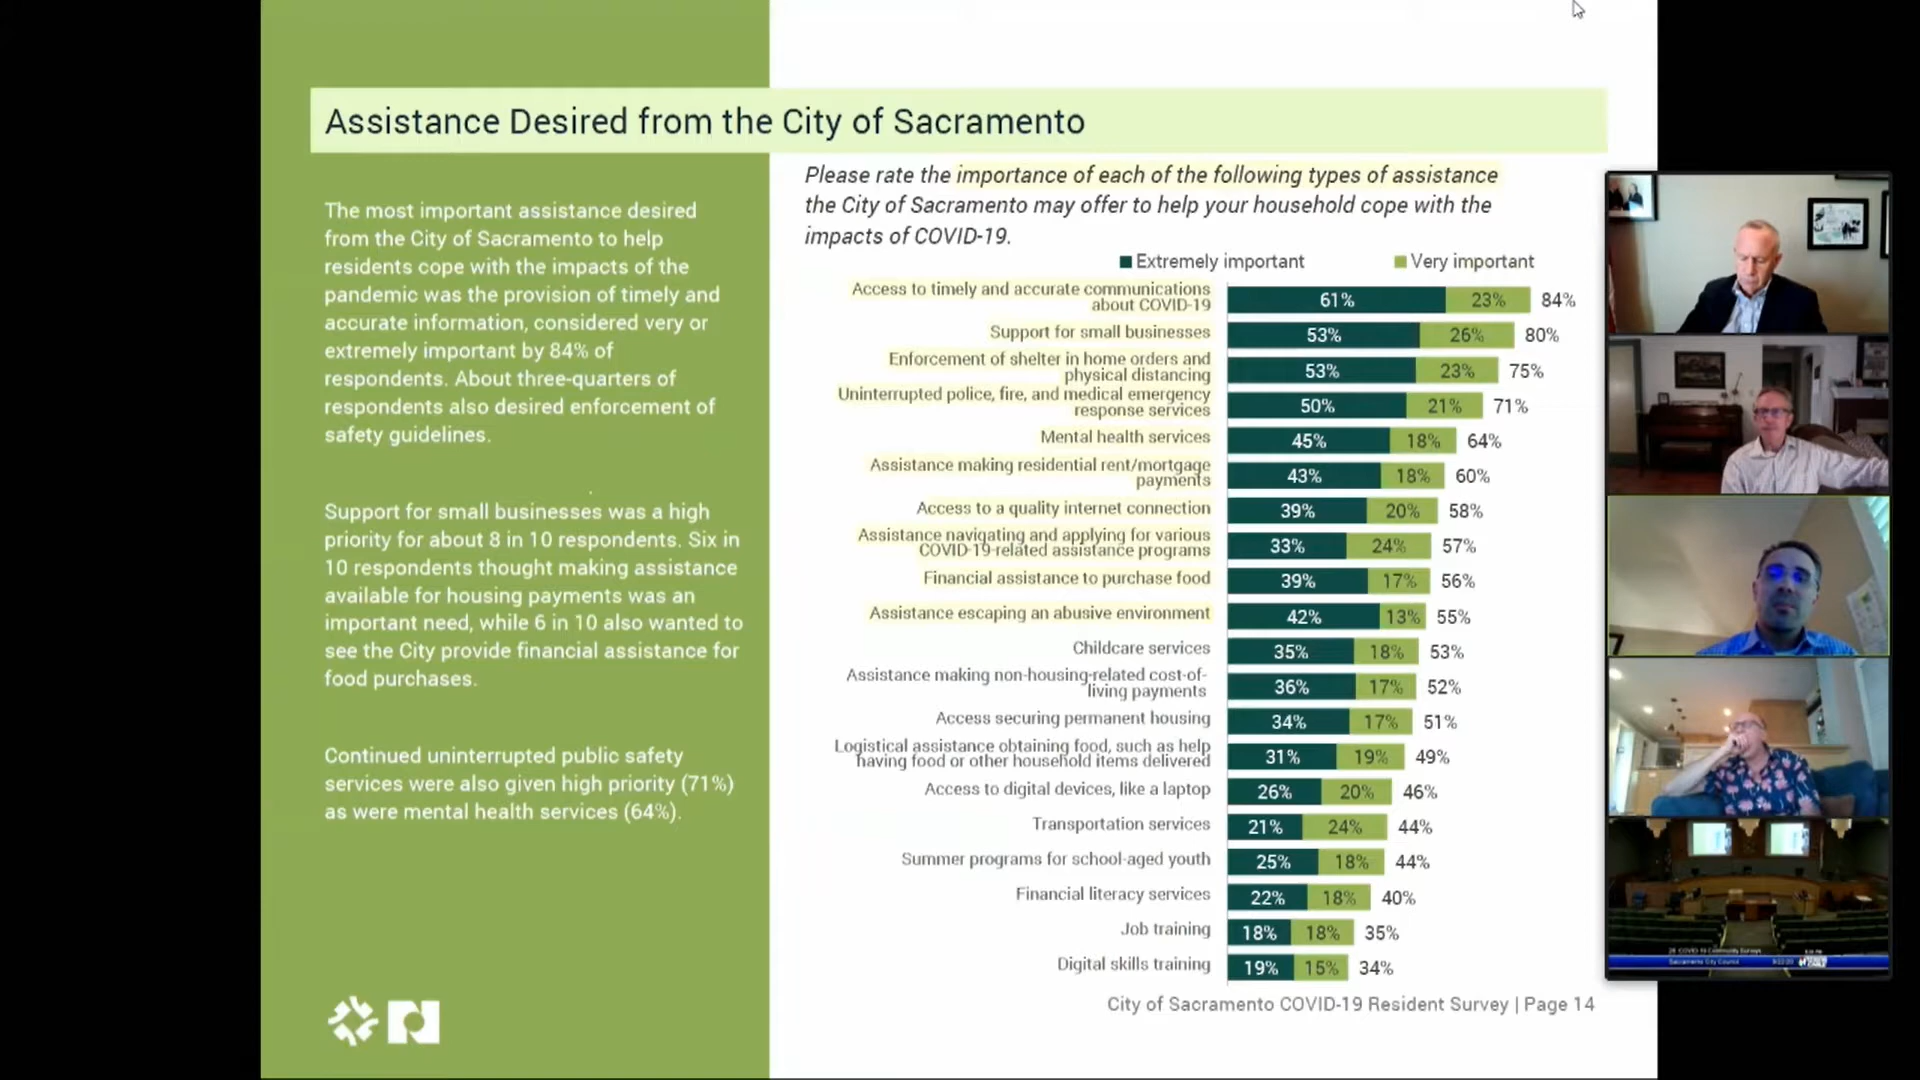 Assistance Desired from the City of Sacramento
The most important assistance desired
from the City of Sacramento to help
residents cope with the impacts of the
pandemic was the provision of timely and
accurate information, considered very or
extremely important by 84% of
respondents. About three-quarters of
respondents also desired enforcement of
safety guidelines.
Support for small businesses was a high
priority for about 8 in 10 respondents. Six in
10 respondents thought making assistance
available for housing payments was an
important need, while 6 in 10 also wanted to
see the City provide financial assistance for
food purchases.
Continued uninterrupted public safety
services were also given high priority (71%)
as were mental health services (64%).
Please rate the importance of each of the following types of assistance
the City of Sacramento may offer to help your household cope with the
impacts of COVID-19.
Extremely important Very important
Access to timely and accurate communications
about COVID-19
61% 23% 84%
Support for small businesses 53% 26% 80%
Enforcement of shelter in home orders and
physical distancing
53% 23% 75%
Uninterrupted police, fire, and medical emergency
response services
50% 21% 71%
Mental health services 45% 18% 64%
Assistance making residential rent/mortgage
payments
43% 18% 60%
Access to a quality internet connection 39% 20% 58%
Assistance navigating and applying for various
COVID-19-related assistance programs
33% 24% 57%
Financial assistance to purchase food 39% 17% 56%
Assistance escaping an abusive environment 42% 13% 55%
Childcare services 35% 18% 53%
Assistance making non-housing-related cost-of-
living payments
36% 17% 52%
Access securing permanent housing 34% 17% 51%
Logistical assistance obtaining food, such as help
having food or other household items delivered
31% 19% 49%
Access to digital devices, like a laptop 26% 20% 46%
Transportation services 21% 24% 44%
Summer programs for school-aged youth 25% 18% 44%
Financial literacy services 22% 18% 40%
Job training 18% 18% 35%
Digital skills training 19% 15% 34%
City of Sacramento COVID-19 Resident Survey | Page 14
Sacramento City Council